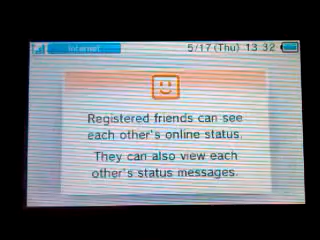 Internet 5/17 (Thu) 13:32
Registered friends can see
each other's online status.
They can also view each
other's status messages.